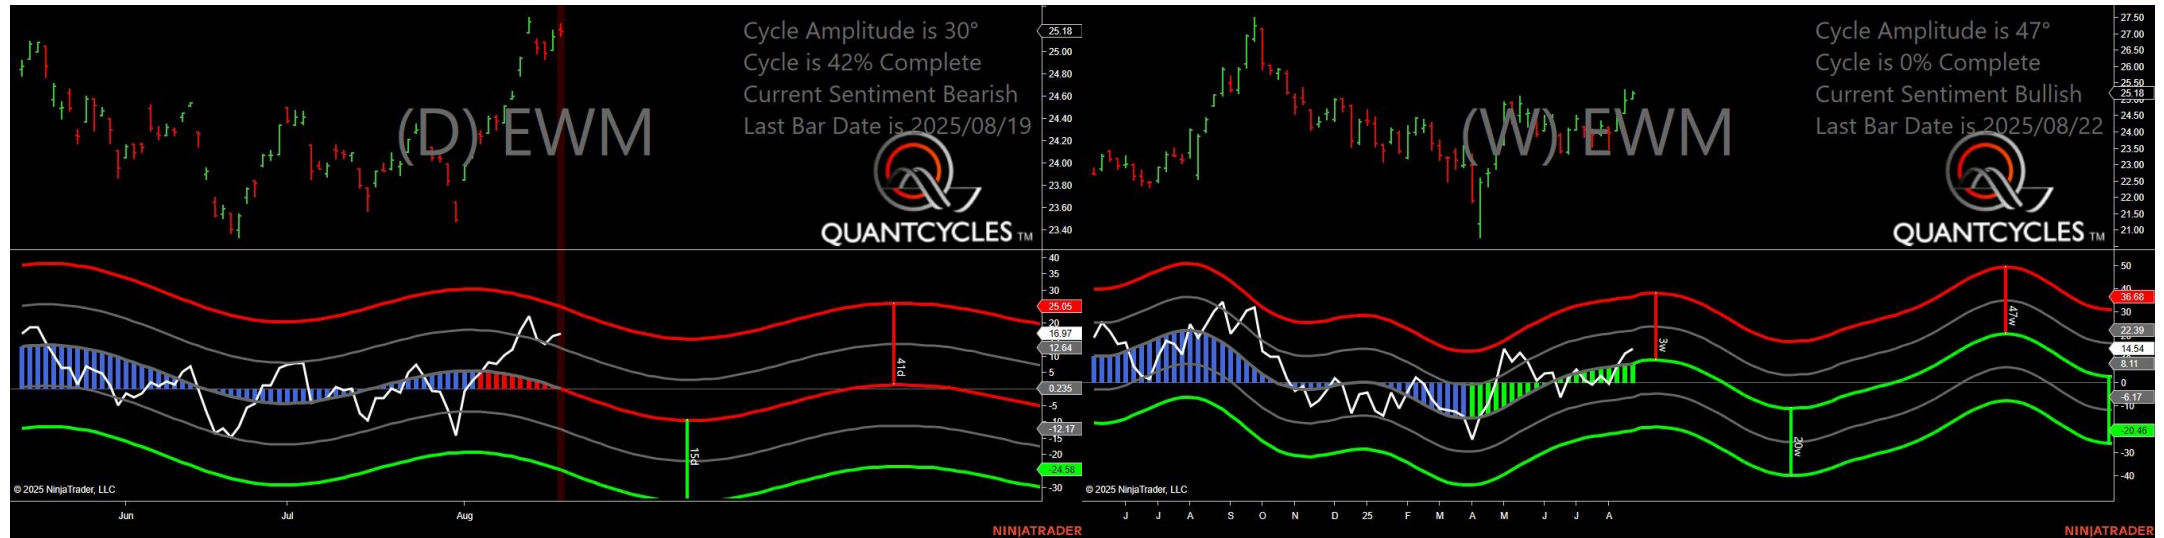 Cycle Amplitude is 30°
Cycle is 42% Complete
Current Sentiment Bearish
Last Bar Date is 2025/08/19
(D) EWM
QUANTCYCLES TM
25.18
25.00
24.80
24.60
24.40
24.20
24.00
23.80
23.60
23.40
40
35
30
25.05
20
16.97
12.64
10
5
0.235
-5
-12.17
-15
-20
-24.58
-30
41d
15d
© 2025 NinjaTrader, LLC
Jun Jul Aug
NINJATRADER
Cycle Amplitude is 47°
Cycle is 0% Complete
Current Sentiment Bullish
Last Bar Date is 2025/08/22
(W) EWM
QUANTCYCLES TM
27.50
27.00
26.50
26.00
25.50
25.18
24.50
24.00
23.50
23.00
22.50
22.00
21.50
21.00
50
36.68
30
22.39
14.54
8.11
0
-6.17
-10
-20.46
-30
-40
47w
3w
20w
© 2025 NinjaTrader, LLC
J J A S O N D 25 F M A M J J A
NINJATRADER